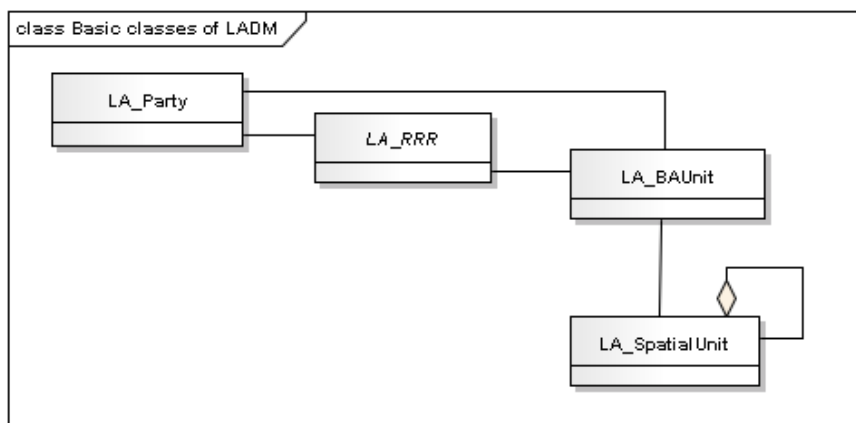 class Basic classes of LADM
LA_Party
LA_RRR
LA_BAUnit
LA_SpatialUnit